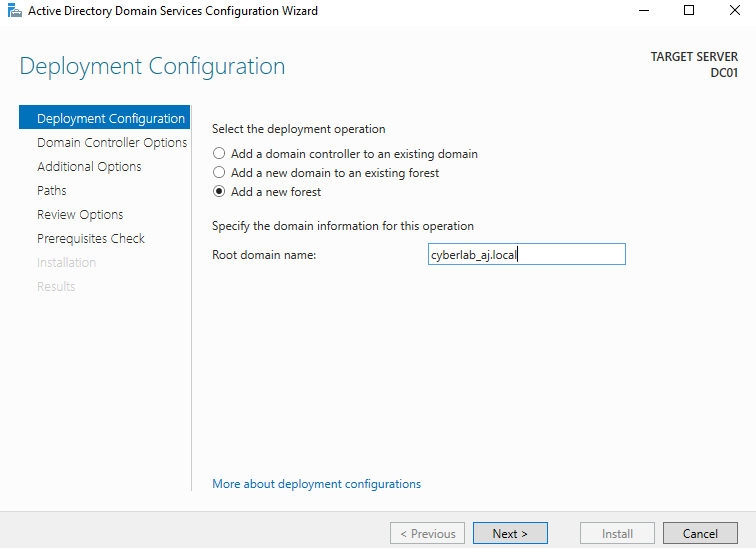 Active Directory Domain Services Configuration Wizard
Deployment Configuration
TARGET SERVER
DC01
Deployment Configuration
Domain Controller Options
Additional Options
Paths
Review Options
Prerequisites Check
Installation
Results
Select the deployment operation
Add a domain controller to an existing domain
Add a new domain to an existing forest
Add a new forest
Specify the domain information for this operation
Root domain name: cyberlab_aj.local
More about deployment configurations
< Previous Next > Install Cancel